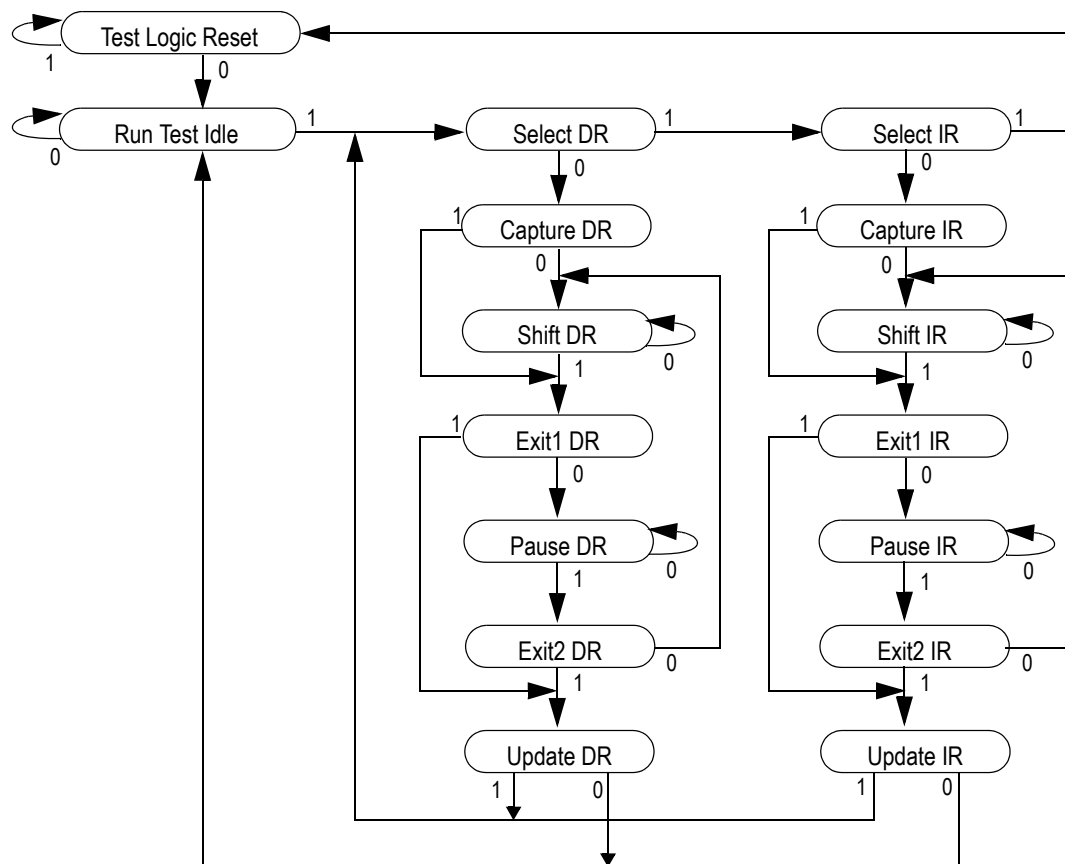 Test Logic Reset
1
0
Run Test Idle
1
0
Select DR
1
0
Select IR
1
0
1
Capture DR
0
1
Capture IR
0
Shift DR
0
1
Shift IR
0
1
1
Exit1 DR
0
1
Exit1 IR
0
Pause DR
0
1
Pause IR
0
1
Exit2 DR
0
1
Exit2 IR
0
1
Update DR
1
0
Update IR
1
0